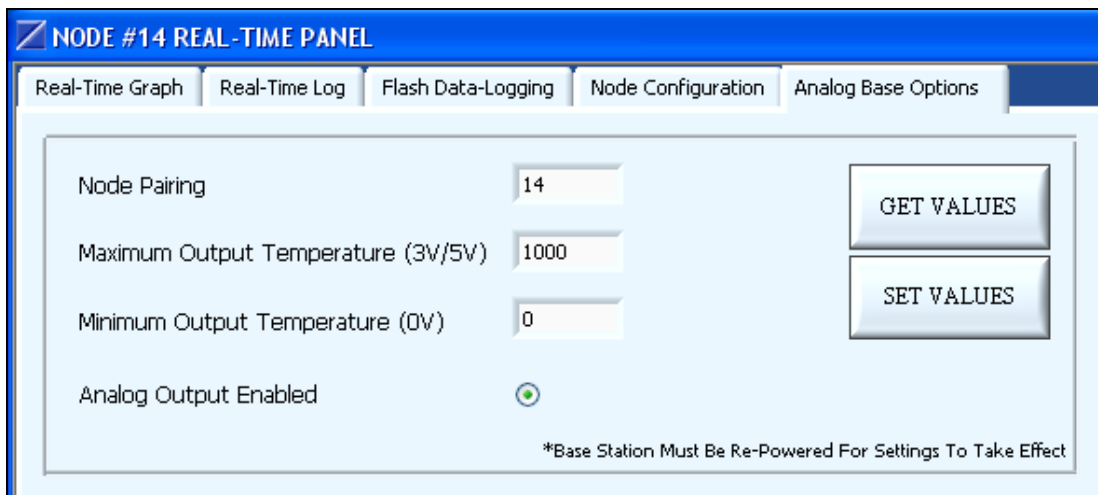 NODE #14 REAL-TIME PANEL
Real-Time Graph Real-Time Log Flash Data-Logging Node Configuration Analog Base Options
Node Pairing 14
GET VALUES
Maximum Output Temperature (3V/5V) 1000
SET VALUES
Minimum Output Temperature (0V) 0
Analog Output Enabled
*Base Station Must Be Re-Powered For Settings To Take Effect